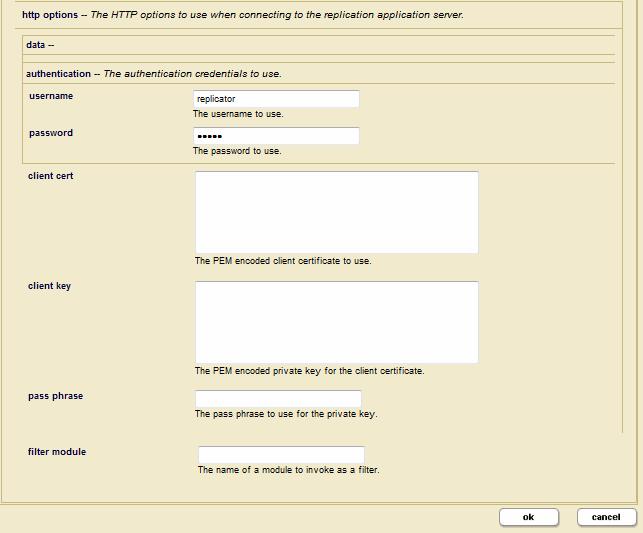 http options -- The HTTP options to use when connecting to the replication application server.
data --
authentication -- The authentication credentials to use.
username
replicator
The username to use.
password
•••••
The password to use.
client cert
The PEM encoded client certificate to use.
client key
The PEM encoded private key for the client certificate.
pass phrase
The pass phrase to use for the private key.
filter module
The name of a module to invoke as a filter.
ok cancel